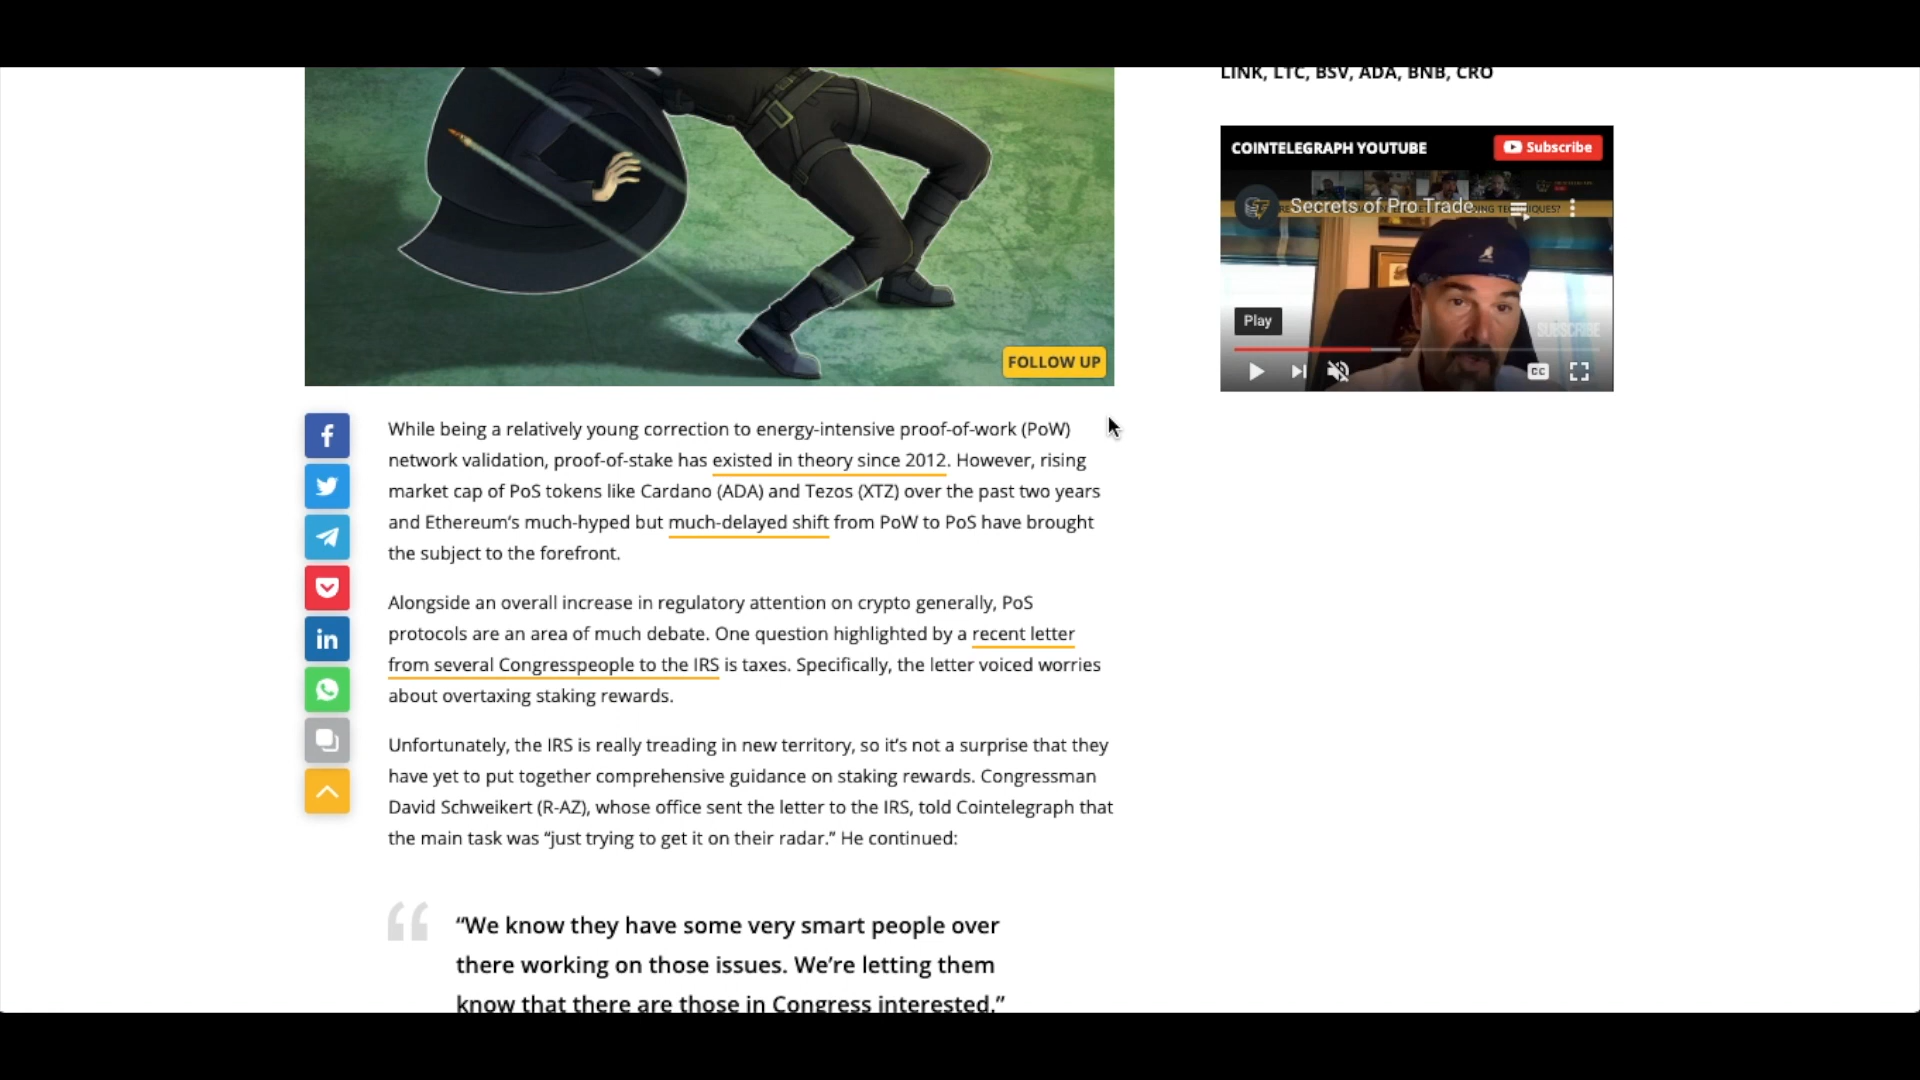 LINK, LTC, BSV, ADA, BNB, CRO
COINTELEGRAPH YOUTUBE
Subscribe
Secrets of Pro Trade...
Play
SUBSCRIBE
CC
FOLLOW UP
While being a relatively young correction to energy-intensive proof-of-work (PoW)
network validation, proof-of-stake has existed in theory since 2012. However, rising
market cap of PoS tokens like Cardano (ADA) and Tezos (XTZ) over the past two years
and Ethereum’s much-hyped but much-delayed shift from PoW to PoS have brought
the subject to the forefront.
Alongside an overall increase in regulatory attention on crypto generally, PoS
protocols are an area of much debate. One question highlighted by a recent letter
from several Congresspeople to the IRS is taxes. Specifically, the letter voiced worries
about overtaxing staking rewards.
Unfortunately, the IRS is really treading in new territory, so it’s not a surprise that they
have yet to put together comprehensive guidance on staking rewards. Congressman
David Schweikert (R-AZ), whose office sent the letter to the IRS, told Cointelegraph that
the main task was “just trying to get it on their radar.” He continued:
“We know they have some very smart people over
there working on those issues. We’re letting them
know that there are those in Congress interested.”